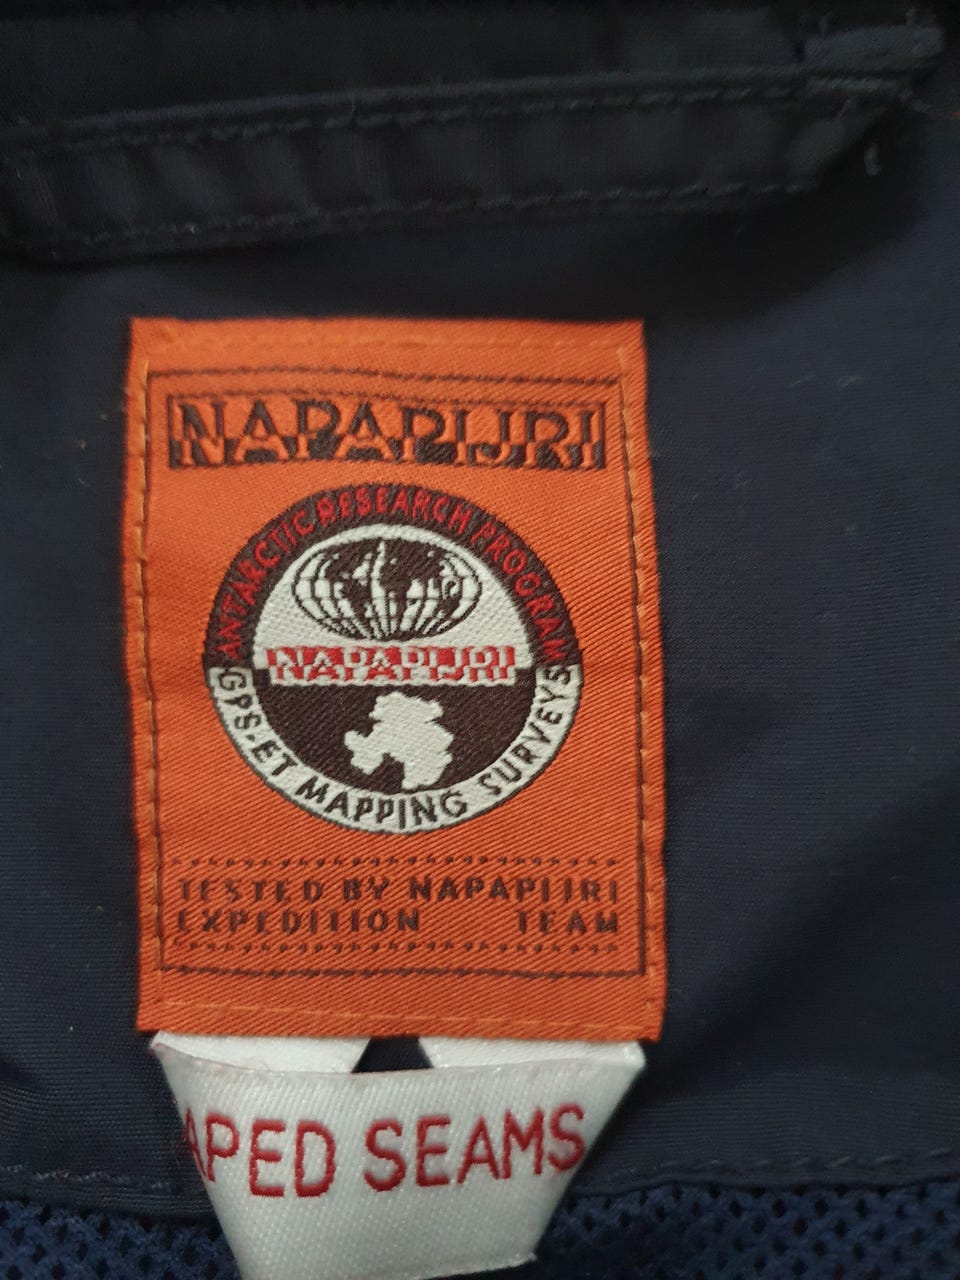 NAPAPIJRI
ANTARCTIC RESEARCH PROGRAM
NAPAPIJRI
GPS-ET MAPPING SURVEYS
TESTED BY NAPAPIJRI
EXPEDITION TEAM
APED SEAMS